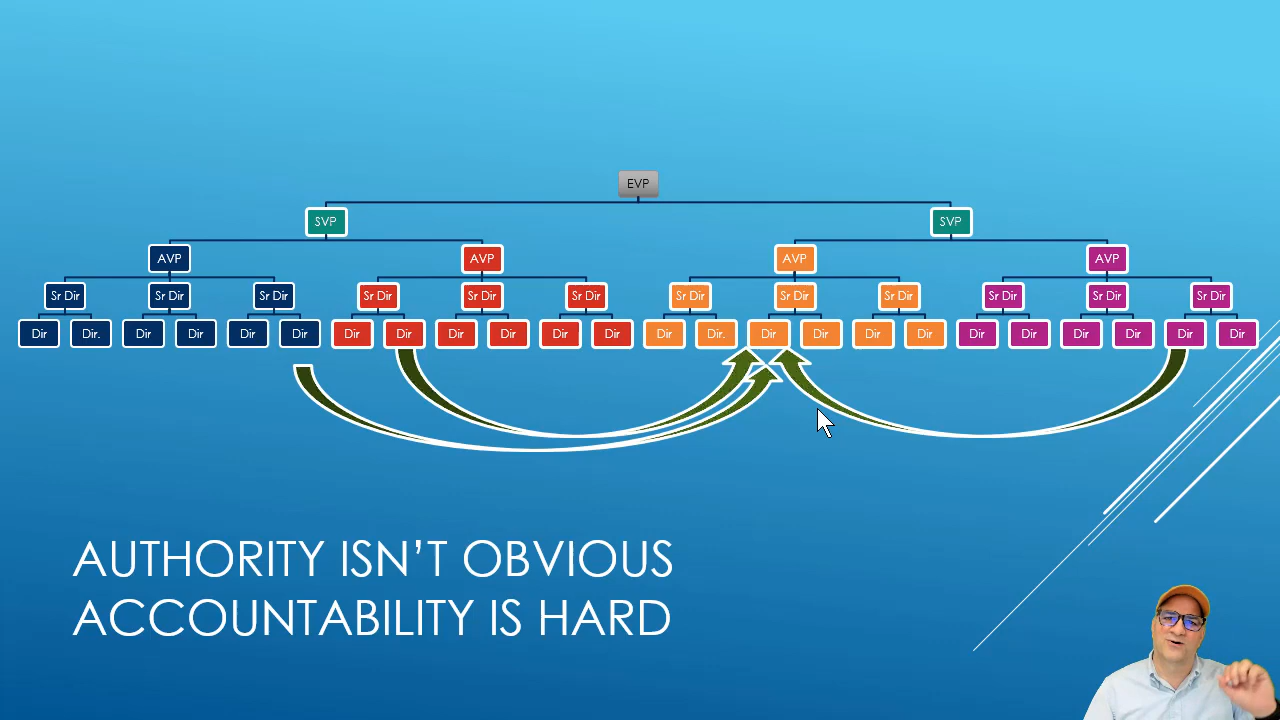 EVP
SVP SVP
AVP AVP AVP AVP
Sr Dir Sr Dir Sr Dir Sr Dir Sr Dir Sr Dir Sr Dir Sr Dir Sr Dir Sr Dir Sr Dir Sr Dir
Dir Dir. Dir Dir Dir Dir Dir Dir Dir Dir Dir Dir Dir Dir. Dir Dir Dir Dir Dir Dir Dir Dir Dir Dir
AUTHORITY ISN’T OBVIOUS
ACCOUNTABILITY IS HARD